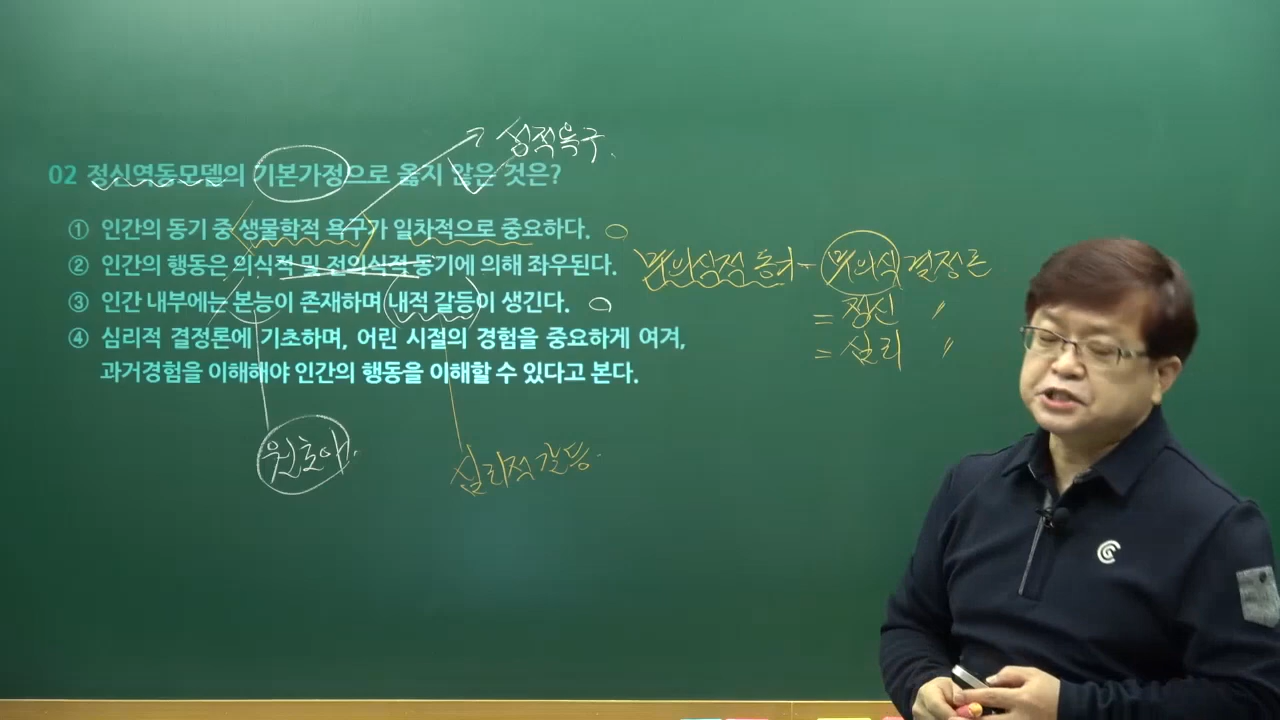 성적욕구.
02 정신역동모델의 기본가정으로 옳지 않은 것은?
① 인간의 동기 중 생물학적 욕구가 일차적으로 중요하다.
② 인간의 행동은 의식적 및 전의식적 동기에 의해 좌우된다.
무의식적 동기 - 무의식 결정론
③ 인간 내부에는 본능이 존재하며 내적 갈등이 생긴다.
= 정신 〃
④ 심리적 결정론에 기초하며, 어린 시절의 경험을 중요하게 여겨,
= 심리 〃
과거경험을 이해해야 인간의 행동을 이해할 수 있다고 본다.
원초아.
심리적 갈등.